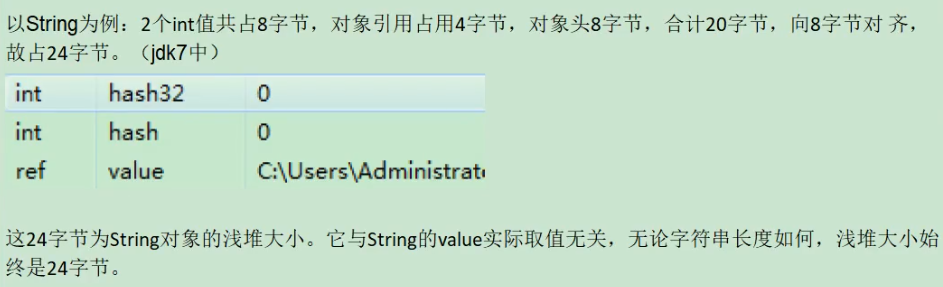 以String为例：2个int值共占8字节，对象引用占用4字节，对象头8字节，合计20字节，向8字节对 齐，
故占24字节。（jdk7中）
int hash32 0
int hash 0
ref value C:\Users\Administrat
这24字节为String对象的浅堆大小。它与String的value实际取值无关，无论字符串长度如何，浅堆大小始
终是24字节。